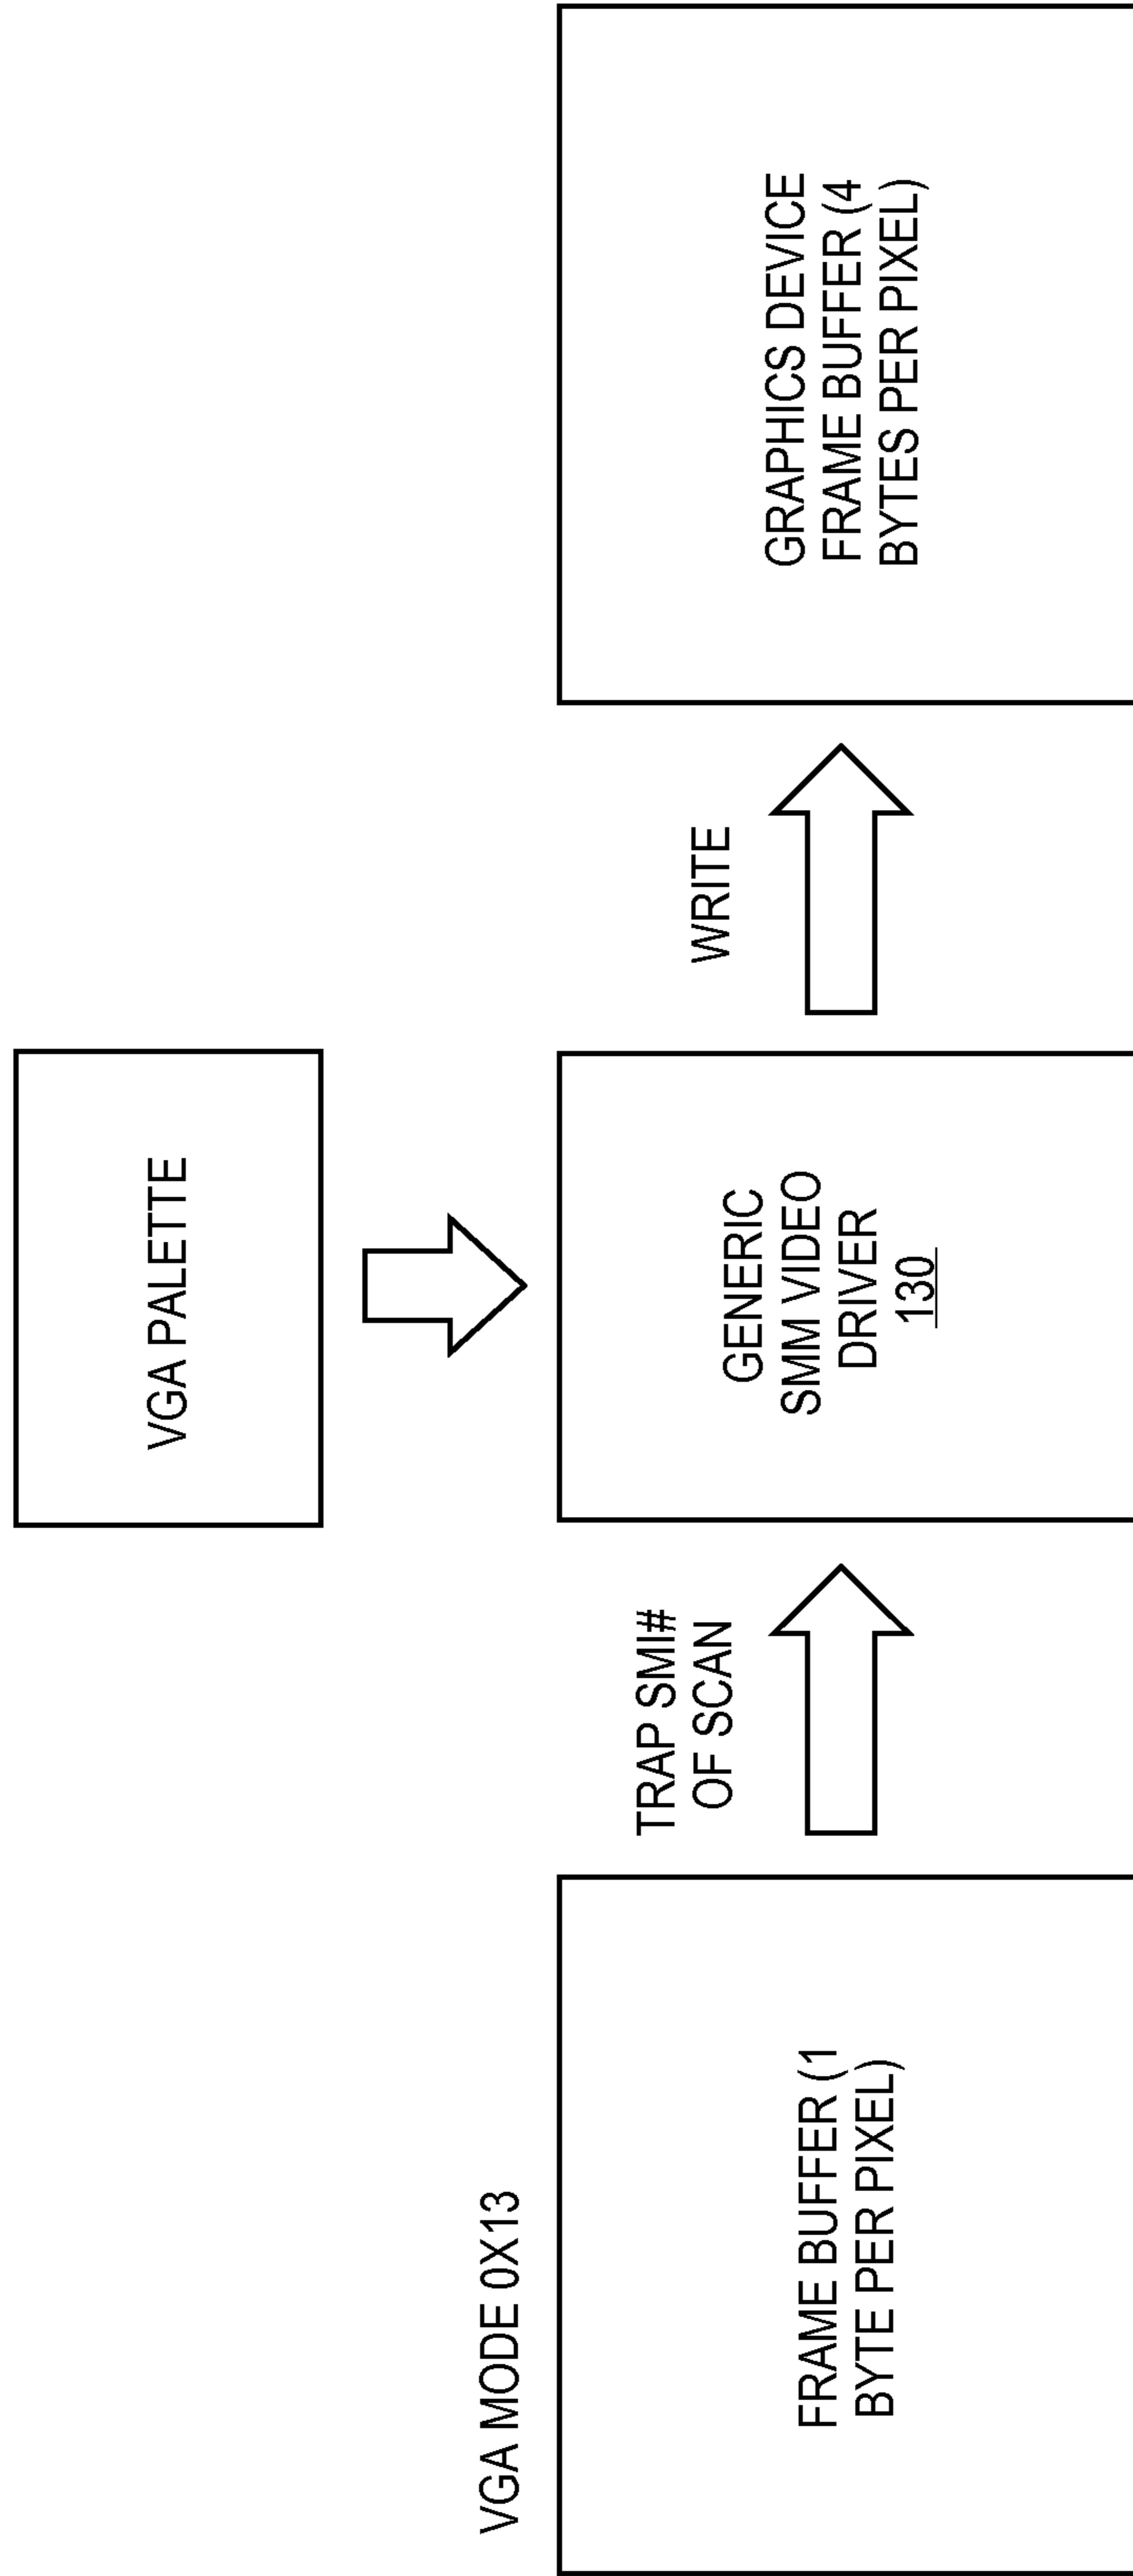 VGA PALETTE
VGA MODE 0X13
FRAME BUFFER (1
BYTE PER PIXEL)
TRAP SMI#
OF SCAN
GENERIC
SMM VIDEO
DRIVER
130
WRITE
GRAPHICS DEVICE
FRAME BUFFER (4
BYTES PER PIXEL)